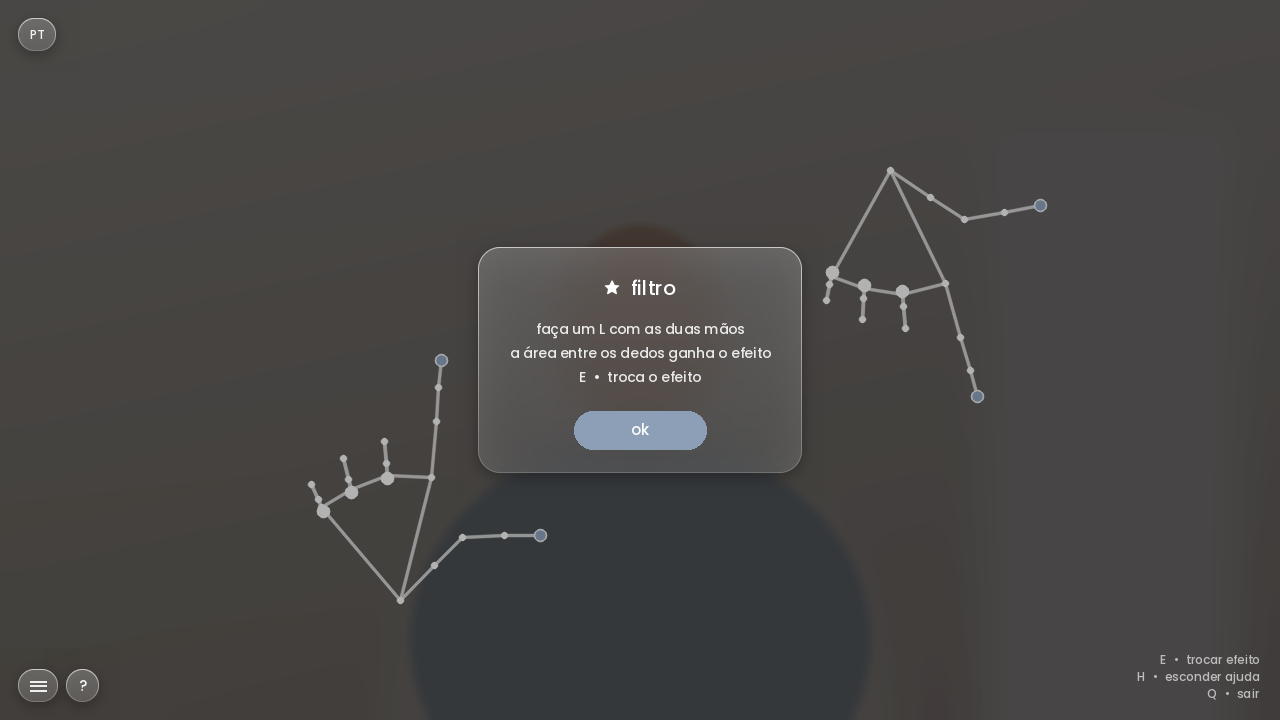 PT
filtro
faça um L com as duas mãos
a área entre os dedos ganha o efeito
E • troca o efeito
ok
?
E • trocar efeito
H • esconder ajuda
Q • sair